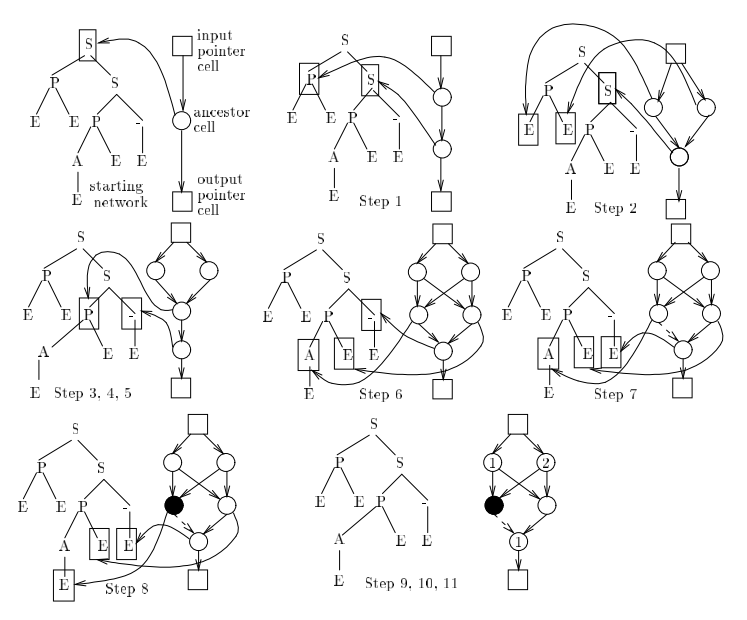 S
input
pointer
cell
P S
E E P - ancestor
cell
A E E
starting
network
E
output
pointer
cell
S
P S
E E P -
A E E
E
Step 1
S
P S
E E P -
A E E
E
Step 2
S
P S
E E P -
A E E
E
Step 3, 4, 5
S
P S
E E P -
A E E
E
Step 6
S
P S
E E P -
A E E
E
Step 7
S
P S
E E P -
A E E
E
Step 8
S
P S 1 2
E E P -
A E E 1
E
Step 9, 10, 11